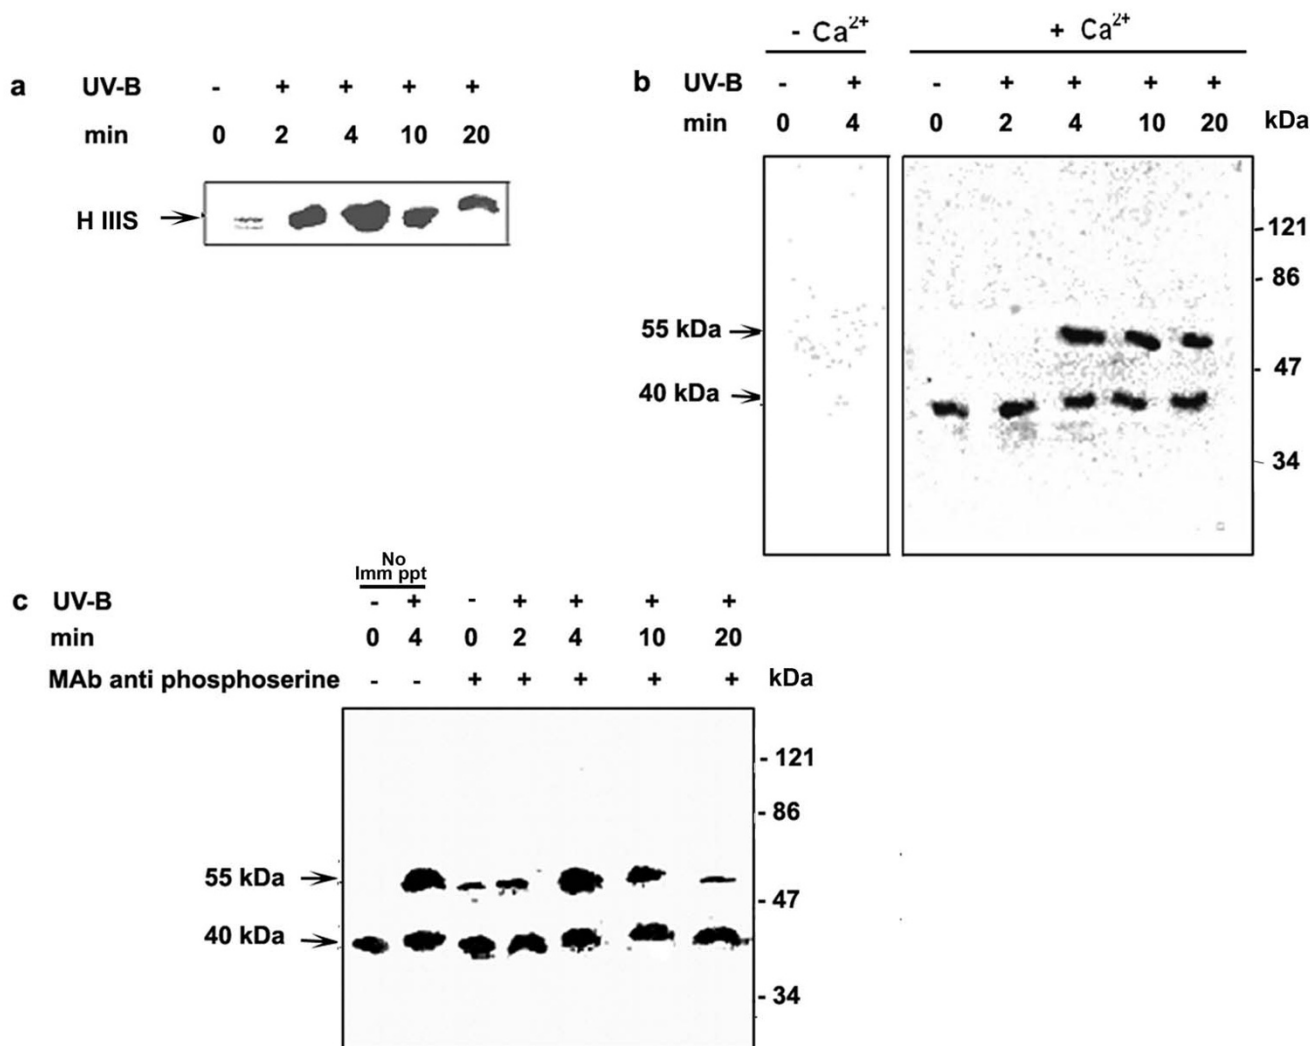 a UV-B - + + + +
min 0 2 4 10 20
H IIIS
- Ca2+ + Ca2+
b UV-B - + - + + + +
min 0 4 0 2 4 10 20 kDa
- 121
- 86
55 kDa
- 47
40 kDa
- 34
No
Imm ppt
c UV-B - + - + + + +
min 0 4 0 2 4 10 20
MAb anti phosphoserine - - + + + + + kDa
- 121
- 86
55 kDa
- 47
40 kDa
- 34